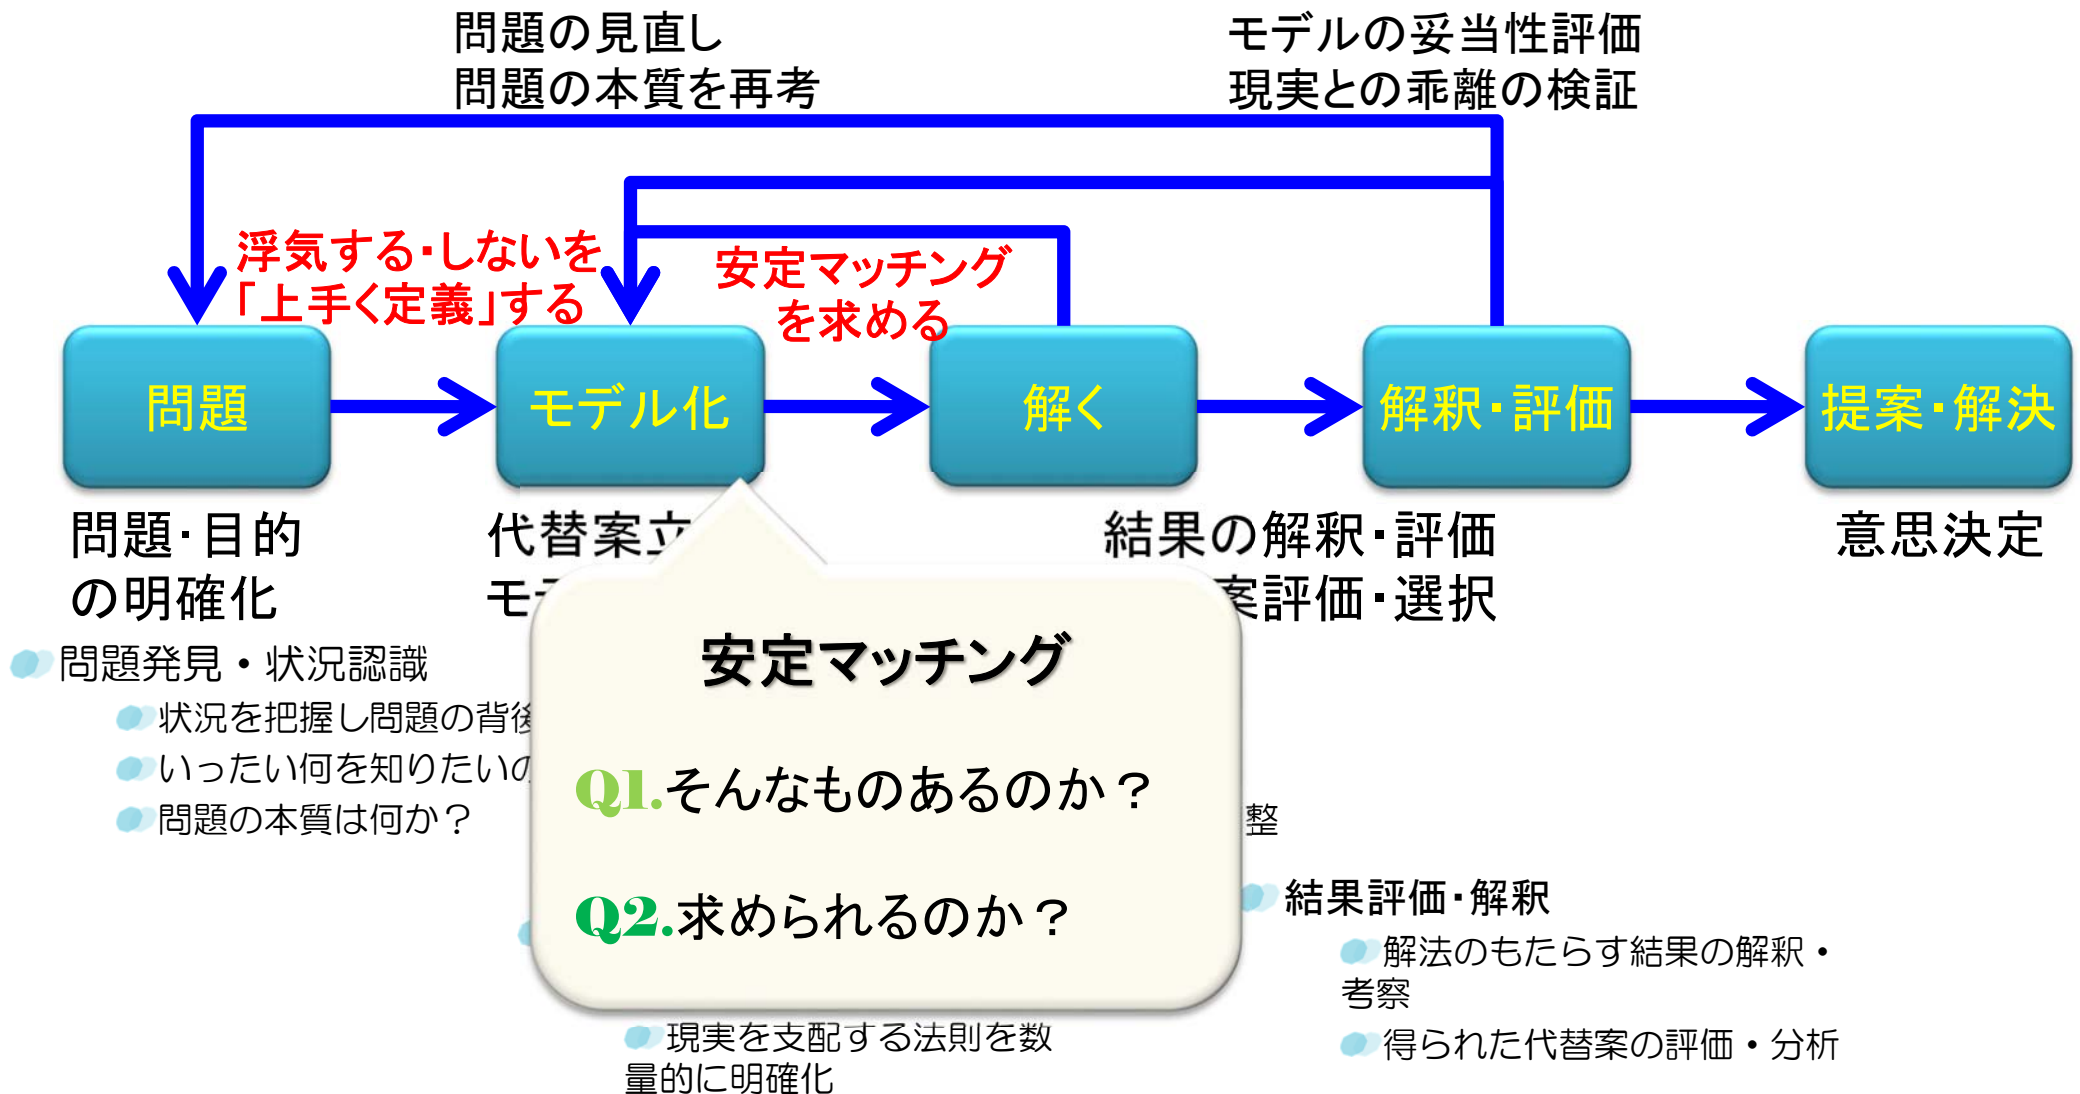 問題の見直し
問題の本質を再考
モデルの妥当性評価
現実との乖離の検証
浮気する・しないを
「上手く定義」する
安定マッチング
を求める
問題
モデル化
解く
解釈・評価
提案・解決
問題・目的
の明確化
代替案立
モデ
結果の解釈・評価
案評価・選択
意思決定
問題発見・状況認識
状況を把握し問題の背後
いったい何を知りたいの
問題の本質は何か？
安定マッチング
Q1.そんなものあるのか？
Q2.求められるのか？
整
結果評価・解釈
解法のもたらす結果の解釈・
考察
得られた代替案の評価・分析
現実を支配する法則を数
量的に明確化